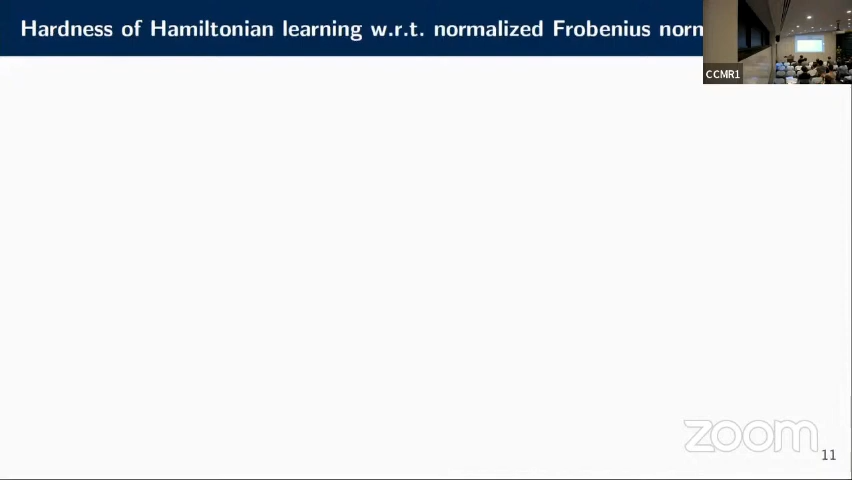 Hardness of Hamiltonian learning w.r.t. normalized Frobenius norm
CCMR1
zoom
11